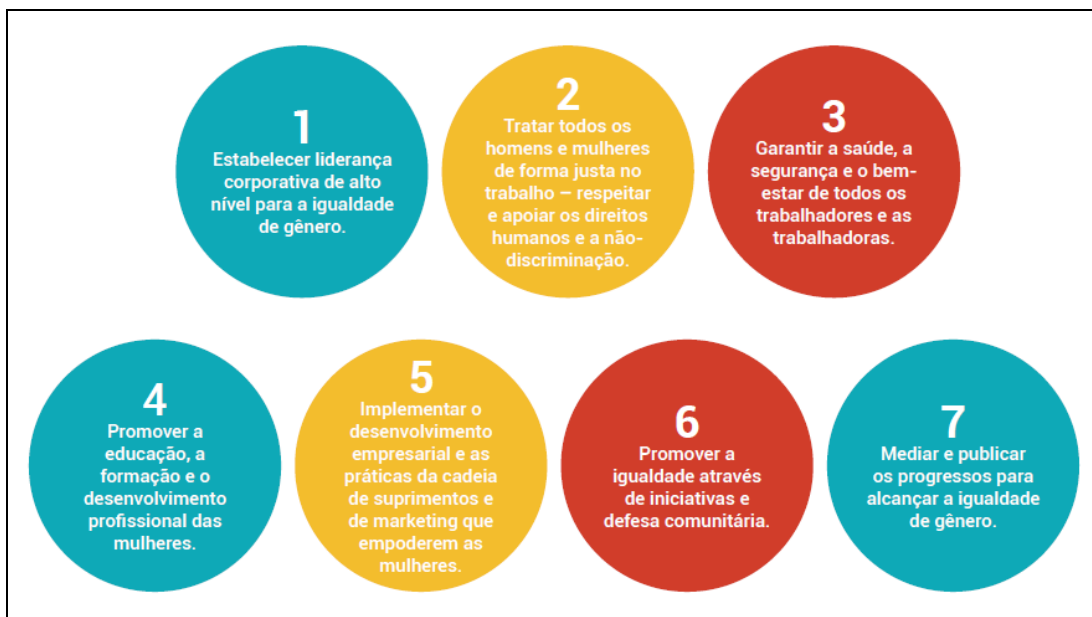 1
Estabelecer liderança
corporativa de alto
nível para a igualdade
de gênero.
2
Tratar todos os
homens e mulheres
de forma justa no
trabalho – respeitar
e apoiar os direitos
humanos e a não-
discriminação.
3
Garantir a saúde, a
segurança e o bem-
estar de todos os
trabalhadores e as
trabalhadoras.
4
Promover a
educação, a
formação e o
desenvolvimento
profissional das
mulheres.
5
Implementar o
desenvolvimento
empresarial e as
práticas da cadeia
de suprimentos e
de marketing que
empoderem as
mulheres.
6
Promover a
igualdade através
de iniciativas e
defesa comunitária.
7
Mediar e publicar
os progressos para
alcançar a igualdade
de gênero.